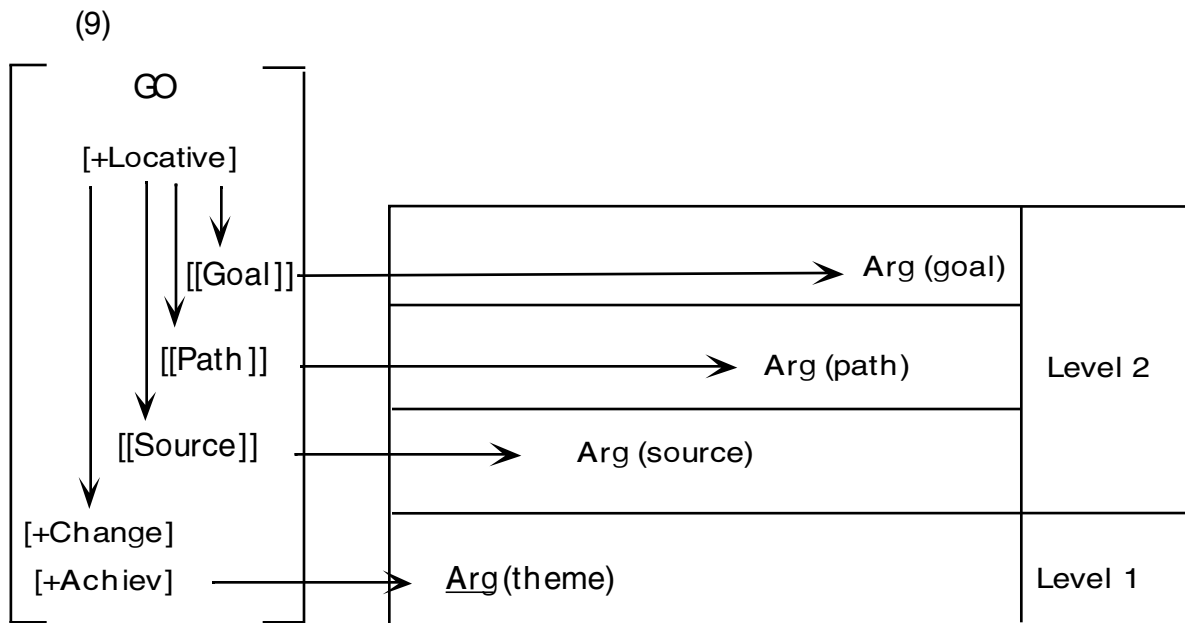 (9)
GO
[+Locative]
[[Goal]]
Arg (goal)
[[Path]]
Arg (path)
Level 2
[[Source]]
Arg (source)
[+Change]
[+Achiev]
Arg (theme)
Level 1